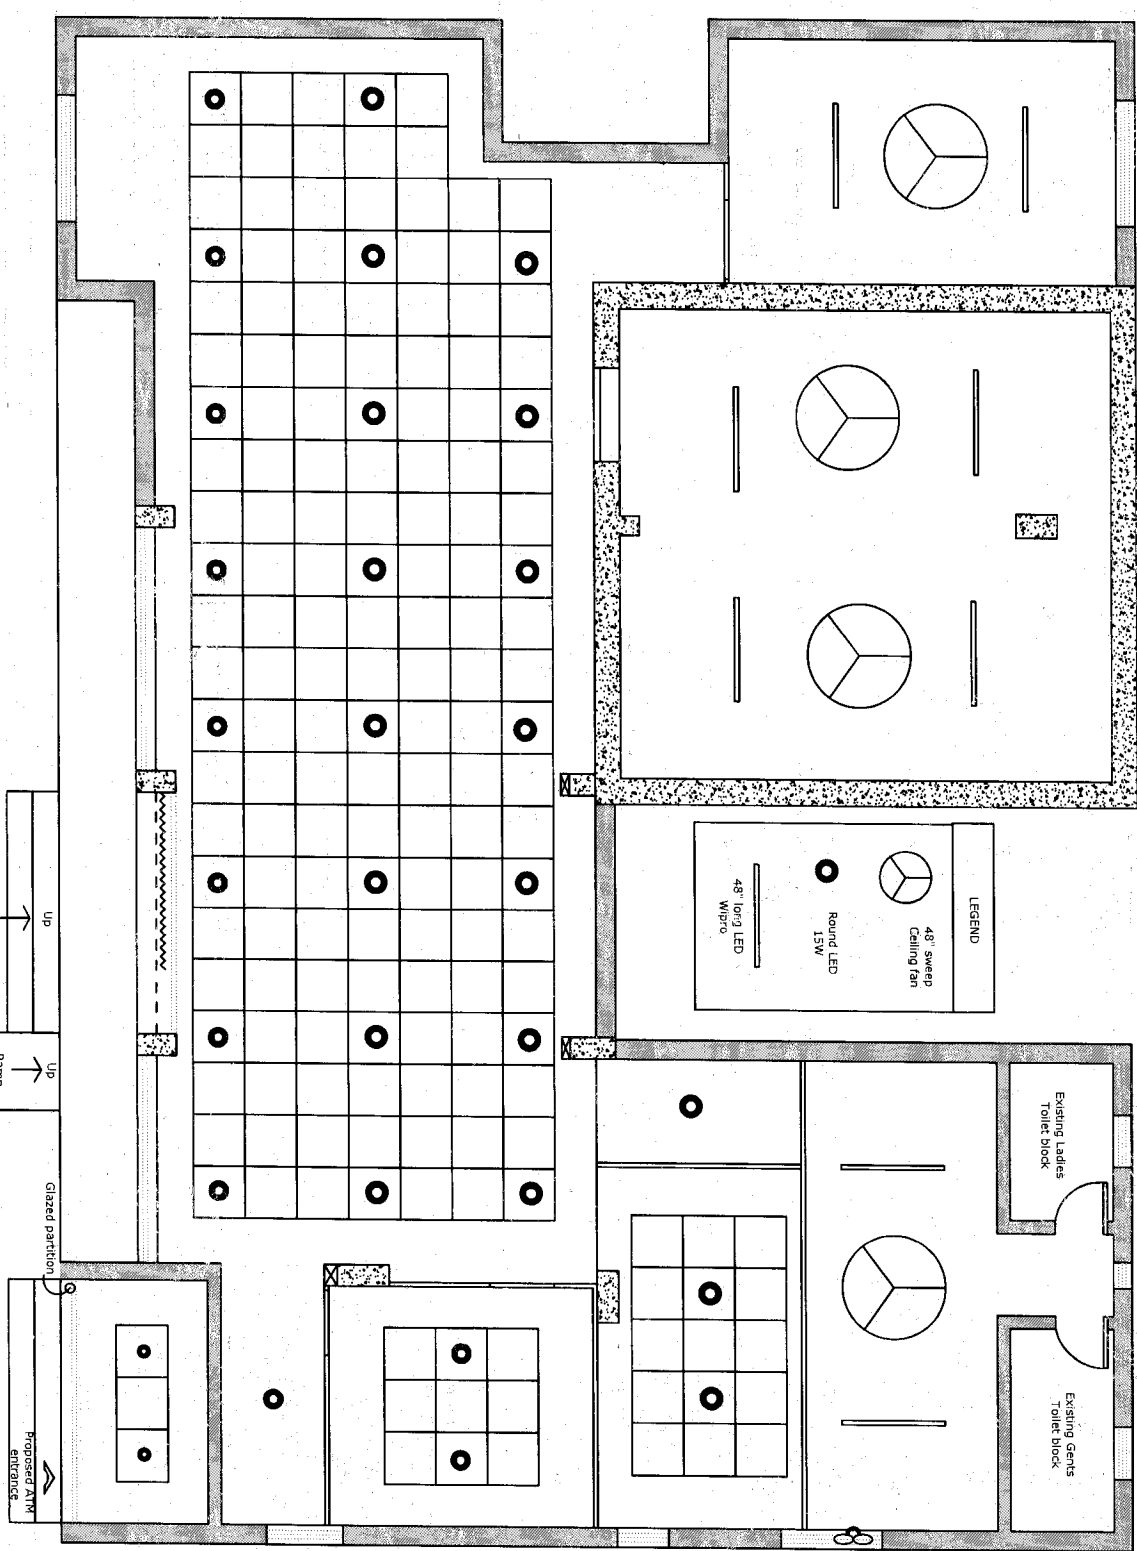 LEGEND
48" sweep
Ceiling fan
Round LED
15W
48" long LED
Wipro
Existing Ladies
Toilet block
Existing Gents
Toilet block
Up
Up
Ramp
Glazed partition
Proposed ATM
entrance